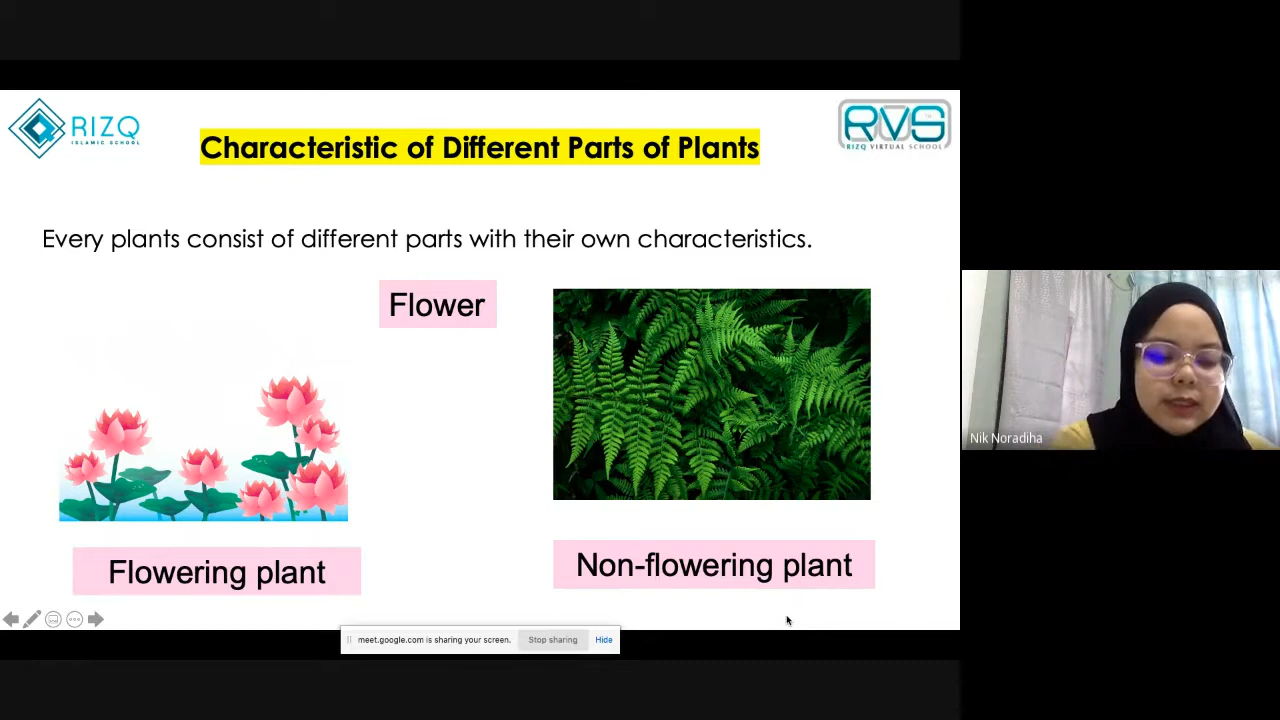 RIZQ
ISLAMIC SCHOOL
RVS
RIZQ VIRTUAL SCHOOL
Characteristic of Different Parts of Plants
Every plants consist of different parts with their own characteristics.
Flower
Flowering plant
Non-flowering plant
Nik Noradiha
meet.google.com is sharing your screen.
Stop sharing
Hide